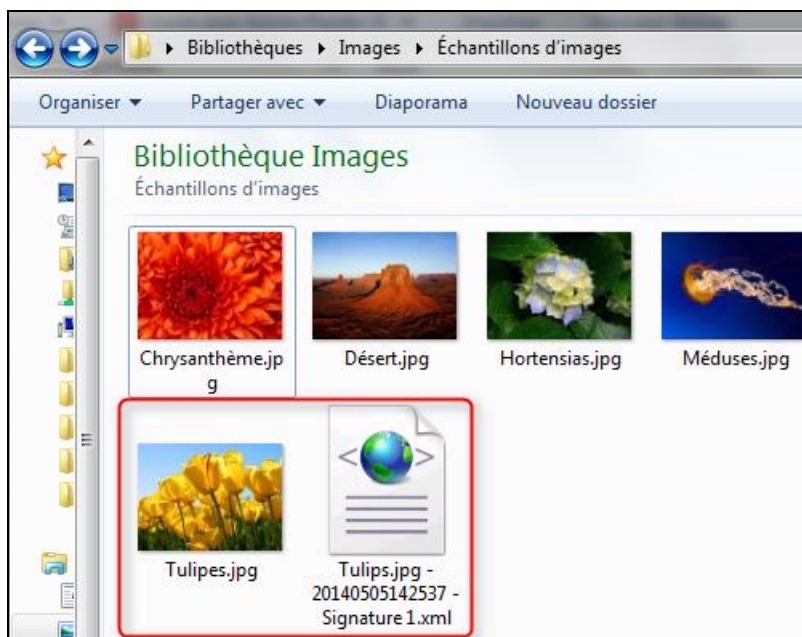 Bibliothèques Images Échantillons d'images
Organiser Partager avec Diaporama Nouveau dossier
Bibliothèque Images
Échantillons d'images
Chrysanthème.jp
g
Désert.jpg
Hortensias.jpg
Méduses.jpg
Tulipes.jpg
Tulips.jpg -
20140505142537 -
Signature 1.xml